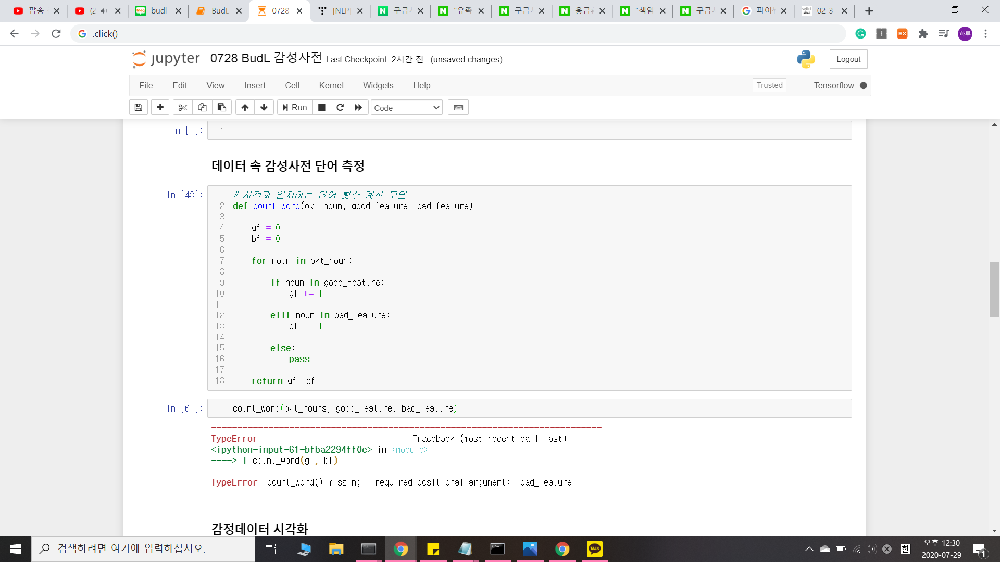 팝송
(2
budl
BudL
0728
[NLP]
구급
"유족
구급
응급
"책임
구급
파이
02-3
.click()
하루
jupyter 0728 BudL 감성사전 Last Checkpoint: 2시간 전 (unsaved changes)
Logout
File Edit View Insert Cell Kernel Widgets Help
Trusted
Tensorflow
Run
Code
In [ ]:
1
데이터 속 감성사전 단어 측정
In [43]:
1 # 사전과 일치하는 단어 횟수 계산 모델
2 def count_word(okt_noun, good_feature, bad_feature):
3
4 gf = 0
5 bf = 0
6
7 for noun in okt_noun:
8
9 if noun in good_feature:
10 gf += 1
11
12 elif noun in bad_feature:
13 bf -= 1
14
15 else:
16 pass
17
18 return gf, bf
In [61]:
1 count_word(okt_nouns, good_feature, bad_feature)
---------------------------------------------------------------------------
TypeError Traceback (most recent call last)
<ipython-input-61-bfba2294ff0e> in <module>
----> 1 count_word(gf, bf)
TypeError: count_word() missing 1 required positional argument: 'bad_feature'
감정데이터 시각화
검색하려면 여기에 입력하십시오.
TALK
한
오후 12:30
2020-07-29
1